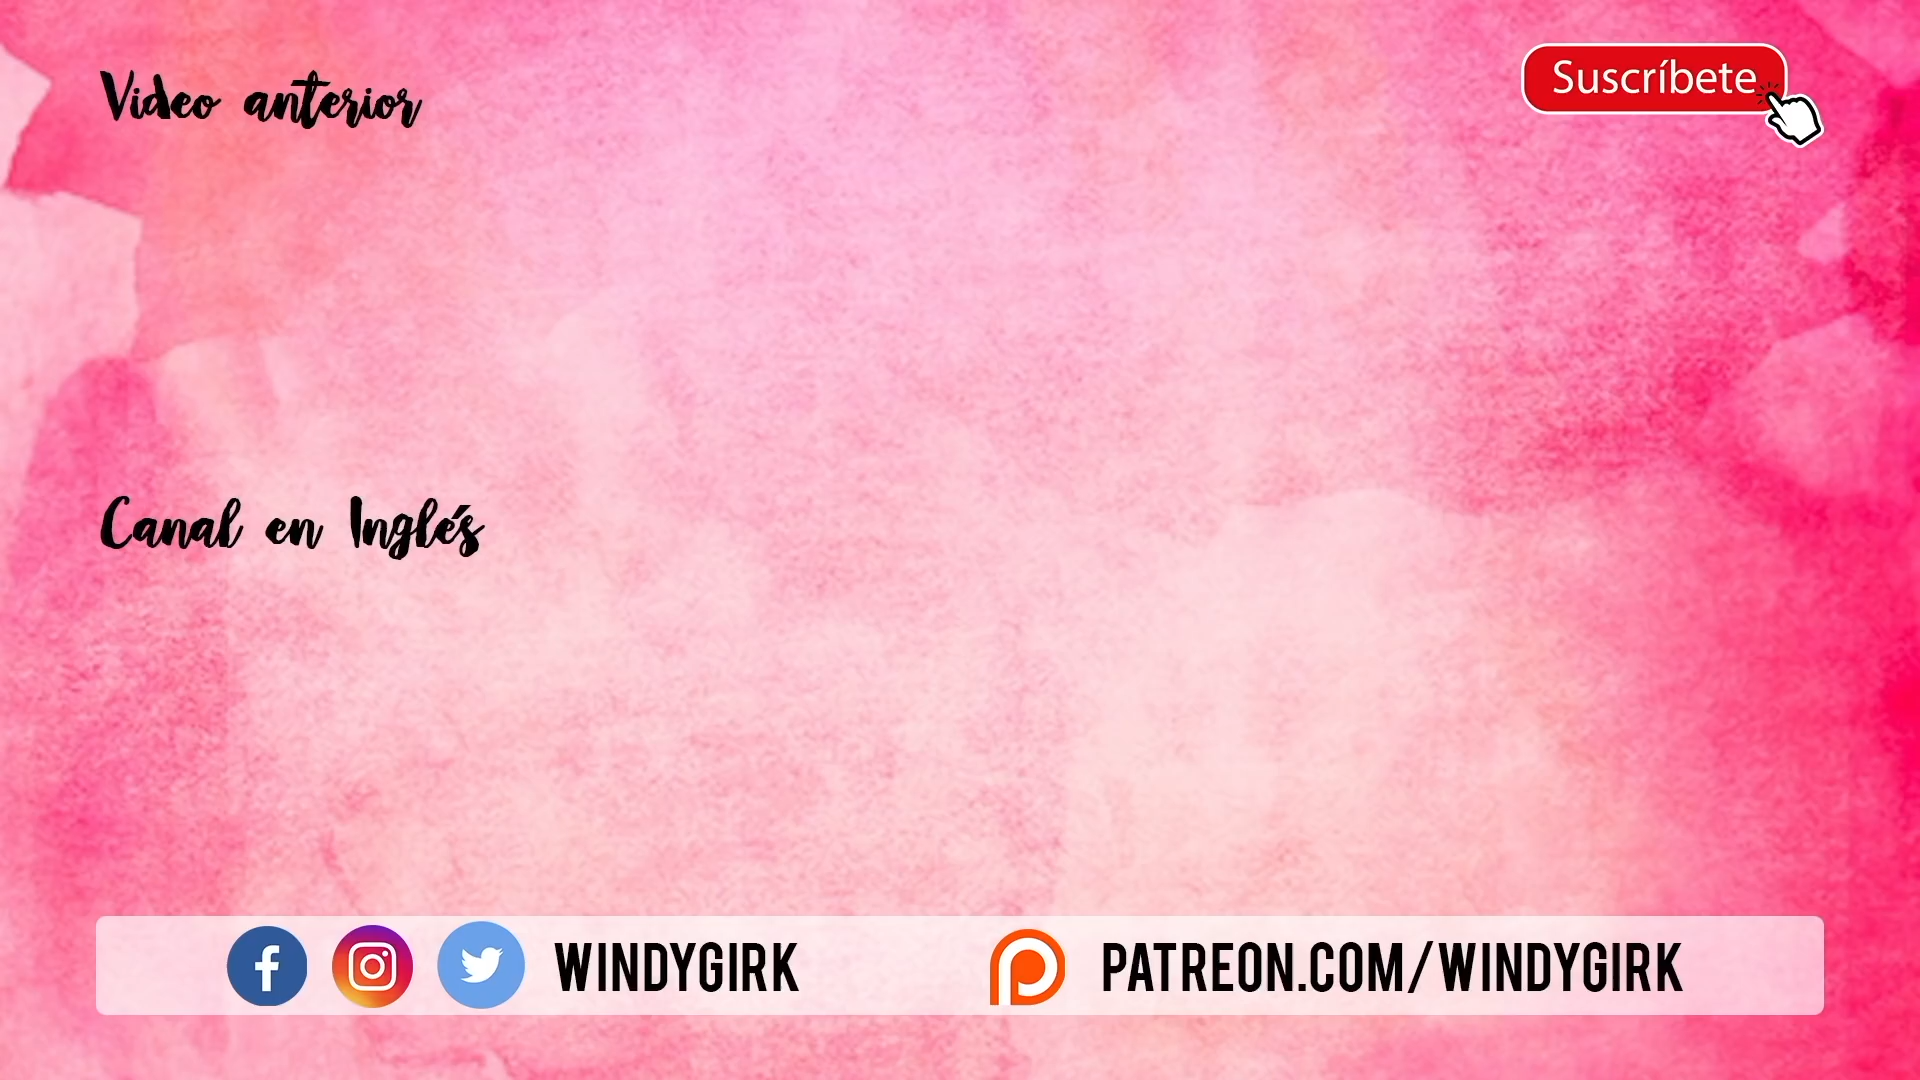 Video anterior
Suscríbete
Canal en Inglés
WINDYGIRK
PATREON.COM/WINDYGIRK